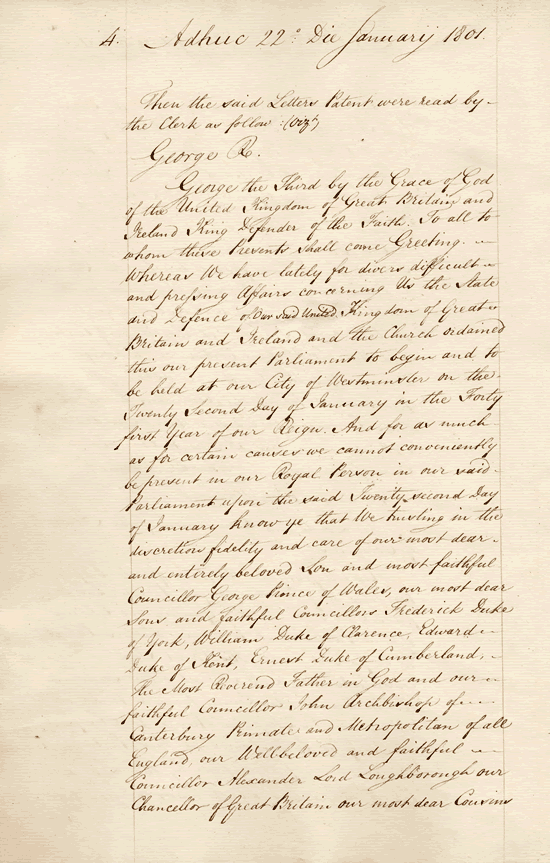 4. Adhuc 22º Die January 1801.
Then the said Letters Patent were read by
the Clerk as follow :(vizt)
George R.
George the Third by the Grace of God
of the United Kingdom of Great Britain and
Ireland King Defender of the Faith. To all to
whom these Presents shall come Greeting.
Whereas We have lately for divers difficult
and pressing Affairs concerning Us the State
and Defence of Our said United Kingdom of Great
Britain and Ireland and the Church ordained
this our present Parliament to begin and to
be held at our City of Westminster on the
Twenty Second Day of January in the Forty
first Year of our Reign. And for as much
as for certain causes we cannot conveniently
be present in our Royal Person in our said
Parliament upon the said Twenty second Day
of January know ye that We trusting in the
discretion fidelity and care of our most dear
and entirely beloved Son and most faithful
Councillor George Prince of Wales, our most dear
Sons and faithful Councillors Frederick Duke
of York, William Duke of Clarence, Edward
Duke of Kent, Ernest Duke of Cumberland,
the Most Reverend Father in God and our
faithful Councillor John Archbishop of
Canterbury Primate and Metropolitan of all
England, our Wellbeloved and faithful
Councillor Alexander Lord Loughborough our
Chancellor of Great Britain our most dear Cousins